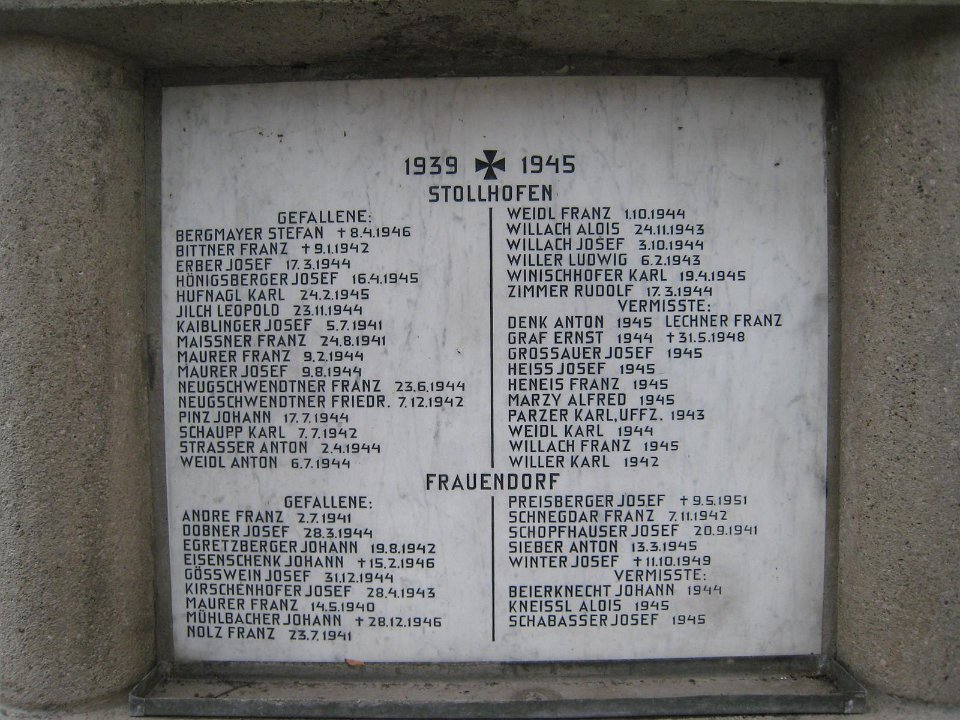 1939 ✠ 1945
STOLLHOFEN
GEFALLENE:
BERGMAYER STEFAN ✝ 8.4.1946
BITTNER FRANZ ✝ 9.1.1942
ERBER JOSEF 17.3.1944
HÖNIGSBERGER JOSEF 16.4.1945
HUFNAGL KARL 24.2.1945
JILCH LEOPOLD 23.11.1944
KAIBLINGER JOSEF 5.7.1941
MAISSNER FRANZ 24.8.1941
MAURER FRANZ 9.2.1944
MAURER JOSEF 9.8.1944
NEUGSCHWENDTNER FRANZ 23.6.1944
NEUGSCHWENDTNER FRIEDR. 7.12.1942
PINZ JOHANN 17.7.1944
SCHAUPP KARL 7.7.1942
STRASSER ANTON 2.4.1944
WEIDL ANTON 6.7.1944
WEIDL FRANZ 1.10.1944
WILLACH ALOIS 24.11.1943
WILLACH JOSEF 3.10.1944
WILLER LUDWIG 6.2.1943
WINISCHHOFER KARL 19.4.1945
ZIMMER RUDOLF 17.3.1944
VERMISSTE:
DENK ANTON 1945 LECHNER FRANZ
GRAF ERNST 1944 ✝ 31.5.1948
GROSSAUER JOSEF 1945
HEISS JOSEF 1945
HENEIS FRANZ 1945
MARZY ALFRED 1945
PARZER KARL, UFFZ. 1943
WEIDL KARL 1944
WILLACH FRANZ 1945
WILLER KARL 1942
FRAUENDORF
GEFALLENE:
ANDRE FRANZ 2.7.1941
DOBNER JOSEF 28.3.1944
EGRETZBERGER JOHANN 19.8.1942
EISENSCHENK JOHANN ✝ 15.2.1946
GÖSSWEIN JOSEF 31.12.1944
KIRSCHENHOFER JOSEF 28.4.1943
MAURER FRANZ 14.5.1940
MÜHLBACHER JOHANN ✝ 28.12.1946
NOLZ FRANZ 23.7.1941
PREISBERGER JOSEF ✝ 9.5.1951
SCHNEGDAR FRANZ 7.11.1942
SCHOPFHAUSER JOSEF 20.9.1941
SIEBER ANTON 13.3.1945
WINTER JOSEF ✝ 11.10.1949
VERMISSTE:
BEIERKNECHT JOHANN 1944
KNEISSL ALOIS 1945
SCHABASSER JOSEF 1945